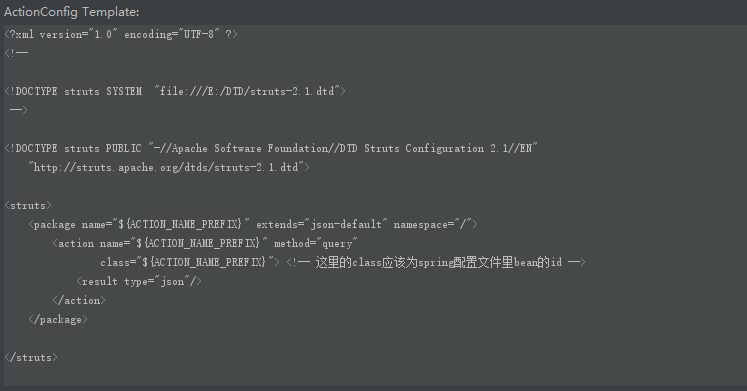 ActionConfig Template:
<?xml version="1.0" encoding="UTF-8" ?>
<!--
<!DOCTYPE struts SYSTEM  "file:///E:/DTD/struts-2.1.dtd">
 -->
<!DOCTYPE struts PUBLIC "-//Apache Software Foundation//DTD Struts Configuration 2.1//EN"
    "http://struts.apache.org/dtds/struts-2.1.dtd">
<struts>
    <package name="${ACTION_NAME_PREFIX}" extends="json-default" namespace="/">
        <action name="${ACTION_NAME_PREFIX}" method="query"
                class="${ACTION_NAME_PREFIX}"> <!-- 这里的class应该为spring配置文件里bean的id -->
            <result type="json"/>
        </action>
    </package>
</struts>